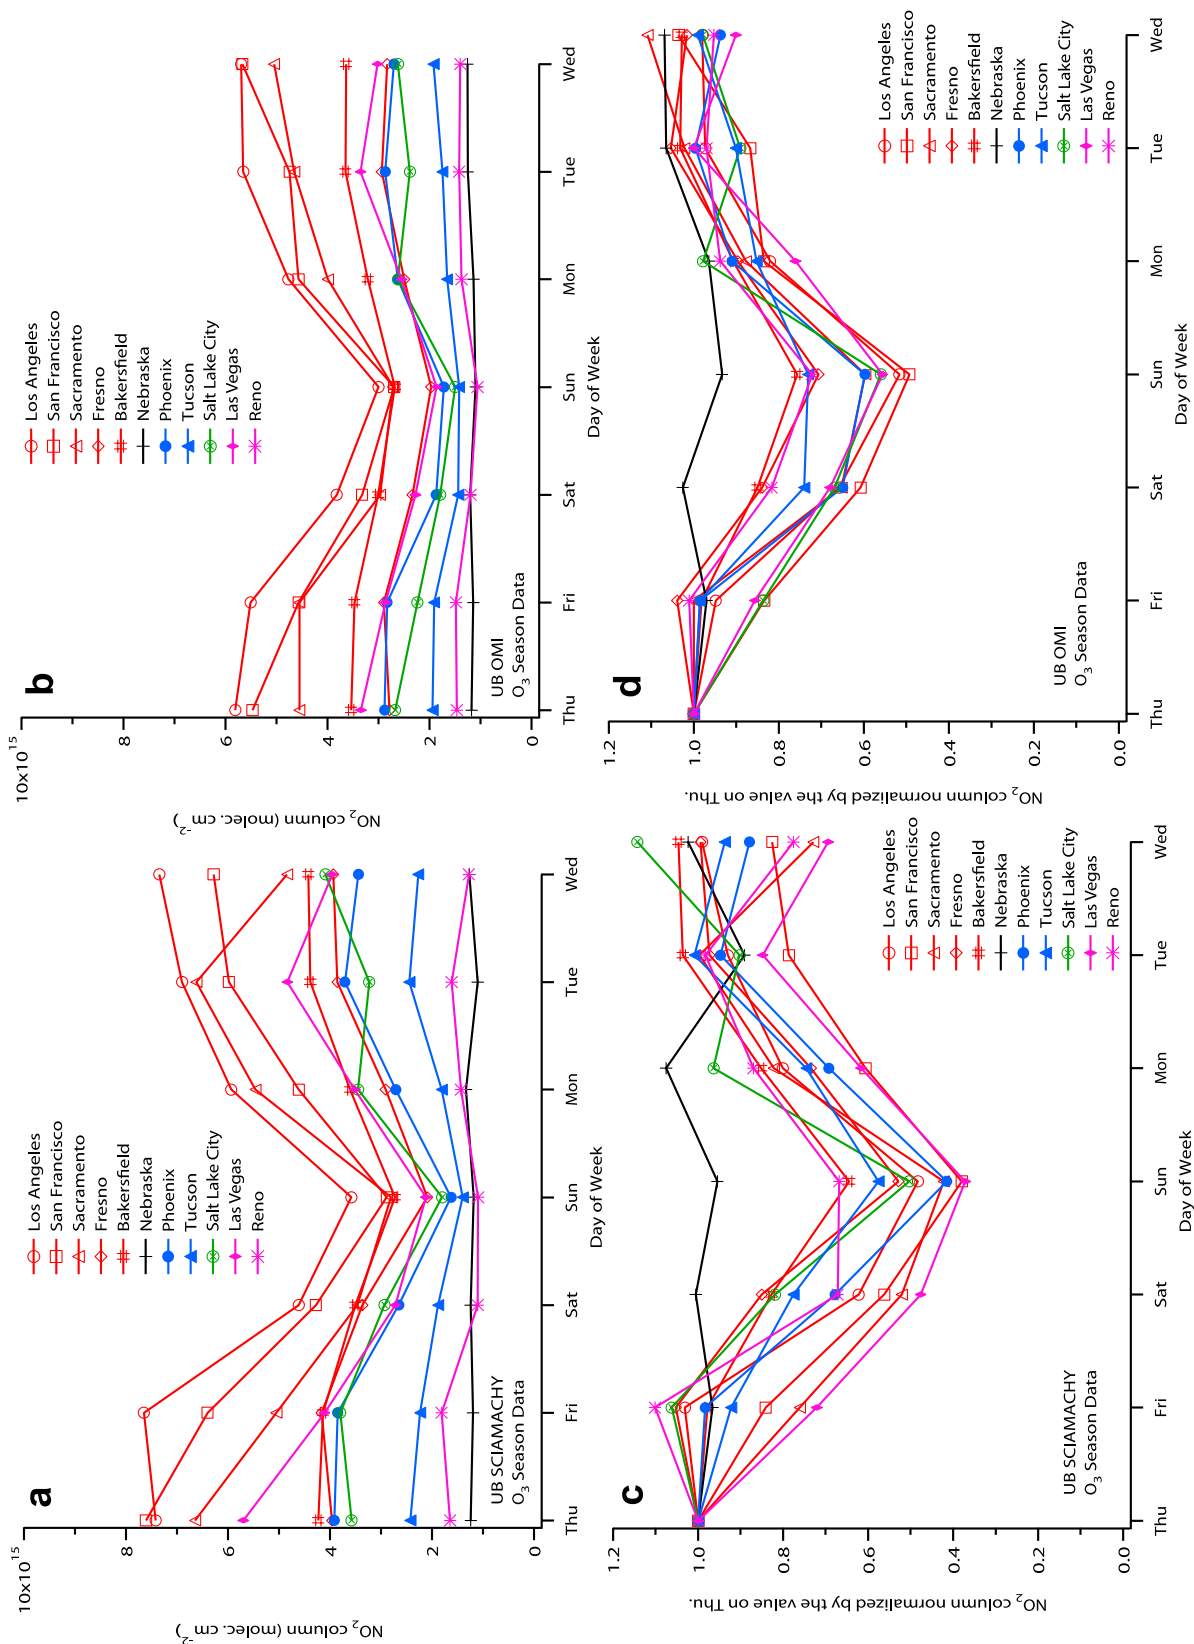 a
10x10^15
8
6
4
2
0
NO2 column (molec. cm^-2)
Los Angeles
San Francisco
Sacramento
Fresno
Bakersfield
Nebraska
Phoenix
Tucson
Salt Lake City
Las Vegas
Reno
UB SCIAMACHY
O3 Season Data
Thu Fri Sat Sun Mon Tue Wed
Day of Week
b
10x10^15
8
6
4
2
0
NO2 column (molec. cm^-2)
Los Angeles
San Francisco
Sacramento
Fresno
Bakersfield
Nebraska
Phoenix
Tucson
Salt Lake City
Las Vegas
Reno
UB OMI
O3 Season Data
Thu Fri Sat Sun Mon Tue Wed
Day of Week
c
1.2
1.0
0.8
0.6
0.4
0.2
0.0
NO2 column normalized by the value on Thu.
Los Angeles
San Francisco
Sacramento
Fresno
Bakersfield
Nebraska
Phoenix
Tucson
Salt Lake City
Las Vegas
Reno
UB SCIAMACHY
O3 Season Data
Thu Fri Sat Sun Mon Tue Wed
Day of Week
d
1.2
1.0
0.8
0.6
0.4
0.2
0.0
NO2 column normalized by the value on Thu.
Los Angeles
San Francisco
Sacramento
Fresno
Bakersfield
Nebraska
Phoenix
Tucson
Salt Lake City
Las Vegas
Reno
UB OMI
O3 Season Data
Thu Fri Sat Sun Mon Tue Wed
Day of Week